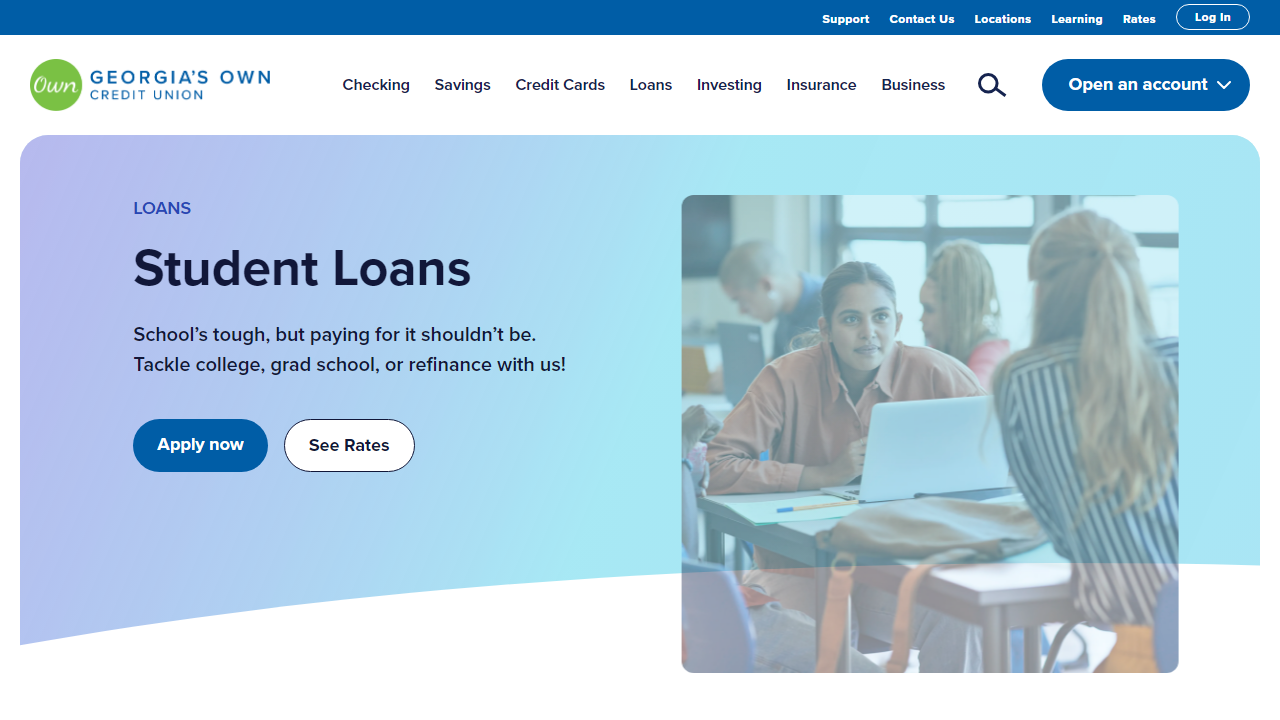 Support
Contact Us
Locations
Learning
Rates
Log In
Own
GEORGIA'S OWN
CREDIT UNION
Checking
Savings
Credit Cards
Loans
Investing
Insurance
Business
Open an account
LOANS
Student Loans
School’s tough, but paying for it shouldn’t be.
Tackle college, grad school, or refinance with us!
Apply now
See Rates